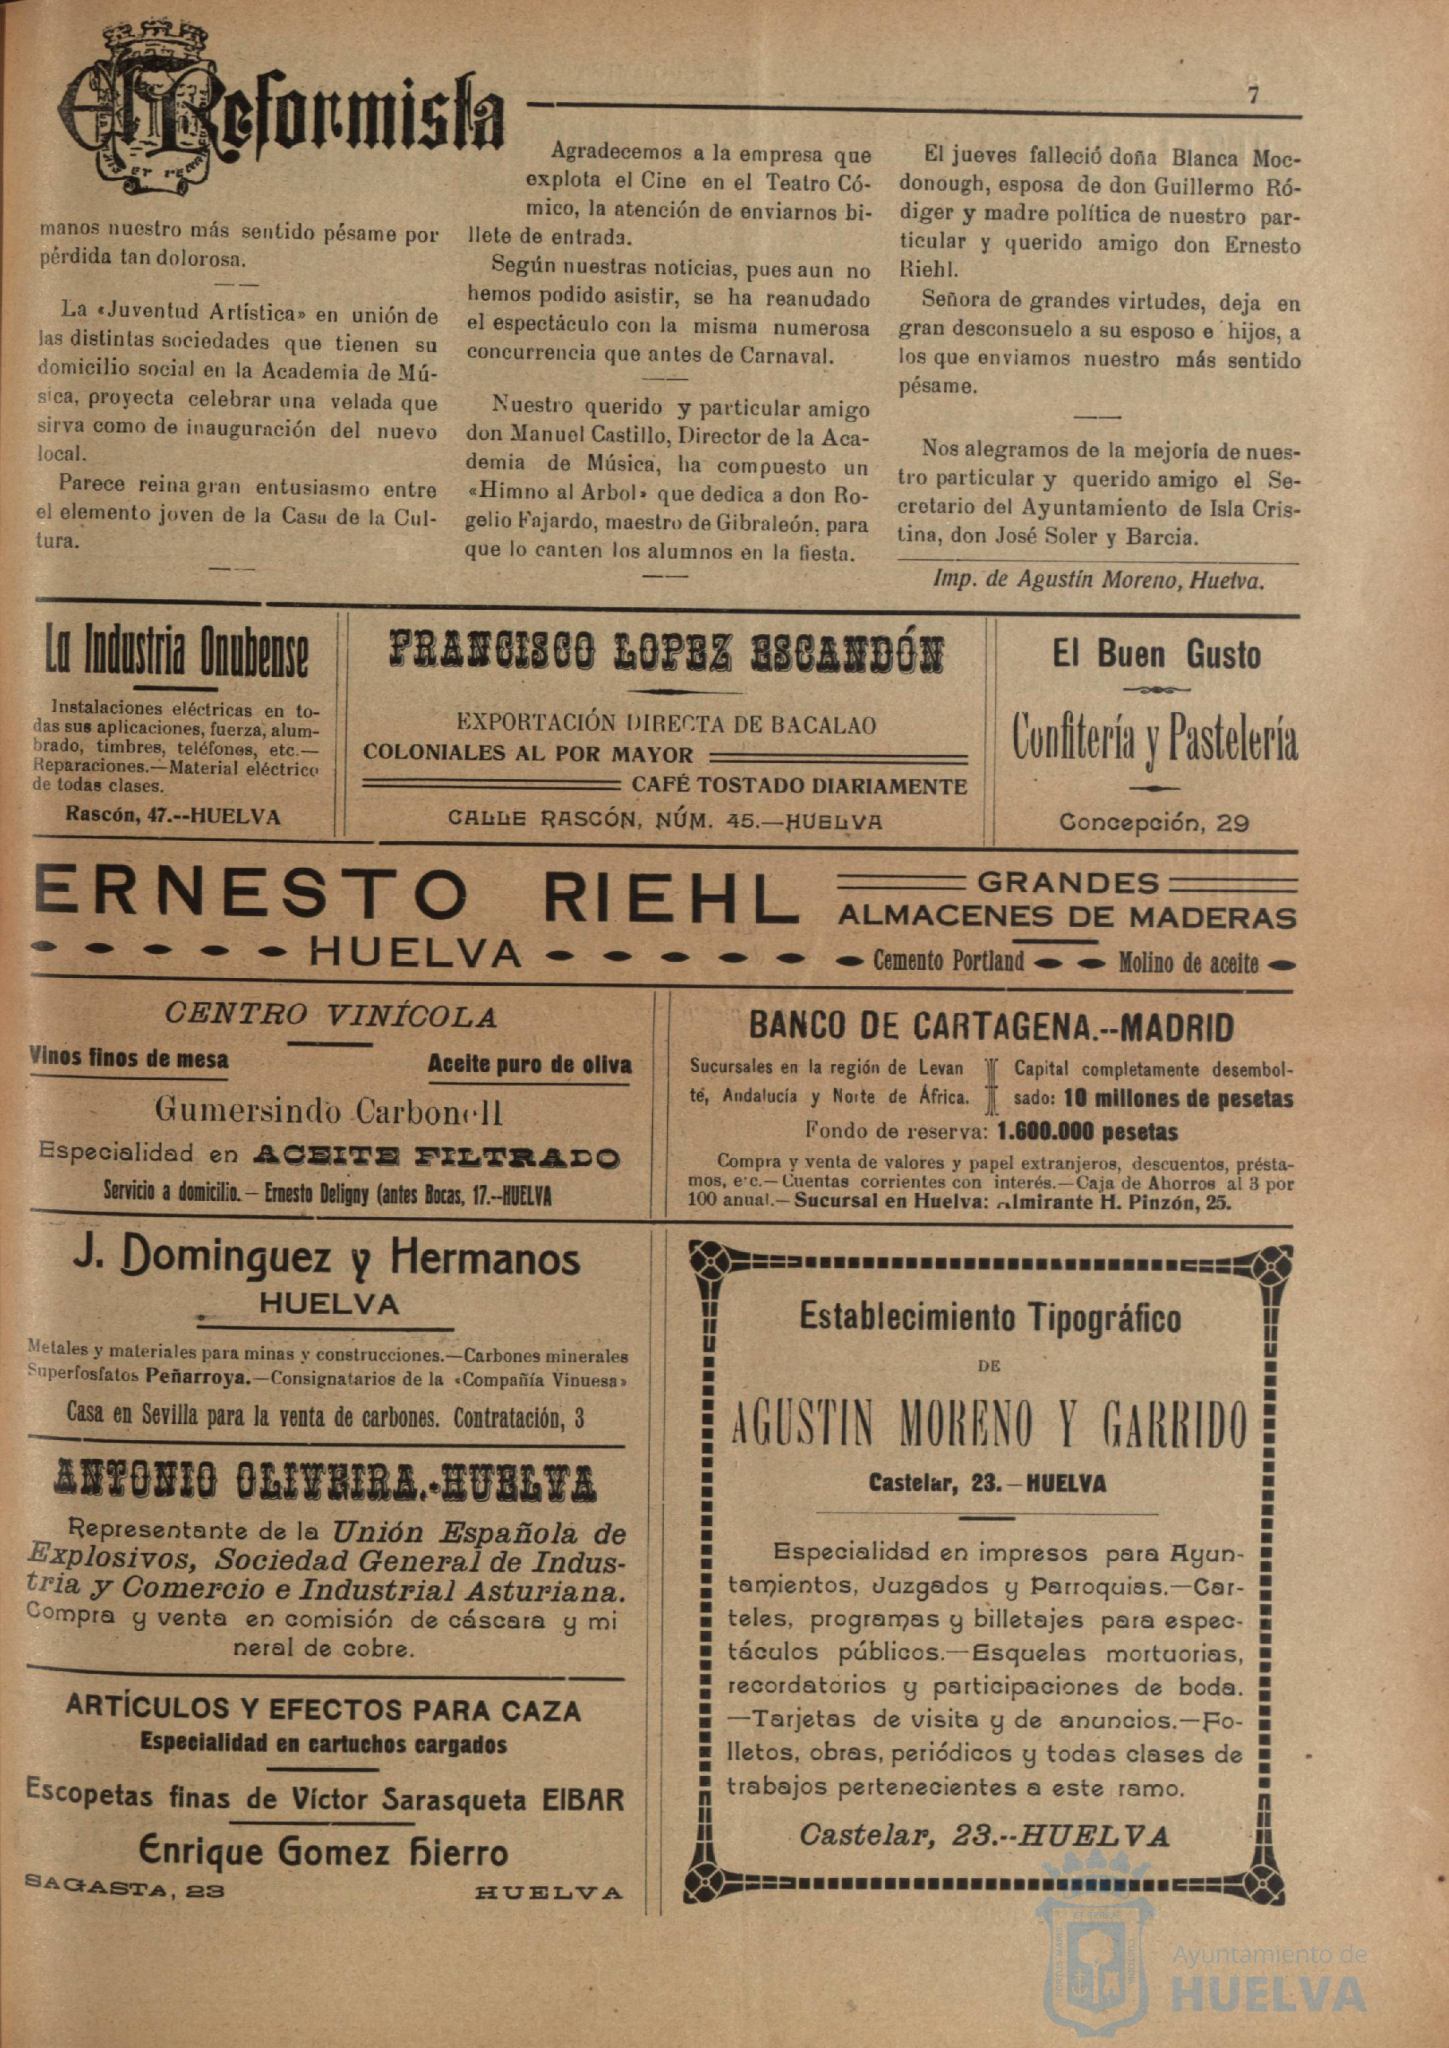 El Reformista
7
manos nuestro más sentido pésame por
pérdida tan dolorosa.
La «Juventud Artística» en unión de
las distintas sociedades que tienen su
domicilio social en la Academia de Mú-
sica, proyecta celebrar una velada que
sirva como de inauguración del nuevo
local.
Parece reina gran entusiasmo entre
el elemento joven de la Casa de la Cul-
tura.
Agradecemos a la empresa que
explota el Cine en el Teatro Có-
mico, la atención de enviarnos bi-
llete de entrada.
Según nuestras noticias, pues aun no
hemos podido asistir, se ha reanudado
el espectáculo con la misma numerosa
concurrencia que antes de Carnaval.
Nuestro querido y particular amigo
don Manuel Castillo, Director de la Aca-
demia de Música, ha compuesto un
«Himno al Arbol» que dedica a don Ro-
gelio Fajardo, maestro de Gibraleón, para
que lo canten los alumnos en la fiesta.
El jueves falleció doña Blanca Moc-
donough, esposa de don Guillermo Ró-
diger y madre política de nuestro par-
ticular y querido amigo don Ernesto
Riehl.
Señora de grandes virtudes, deja en
gran desconsuelo a su esposo e hijos, a
los que enviamos nuestro más sentido
pésame.
Nos alegramos de la mejoría de nues-
tro particular y querido amigo el Se-
cretario del Ayuntamiento de Isla Cris-
tina, don José Soler y Barcia.
Imp. de Agustín Moreno, Huelva.
La Industria Onubense
Instalaciones eléctricas en to-
das sus aplicaciones, fuerza, alum-
brado, timbres, teléfonos, etc.—
Reparaciones.—Material eléctrico
de todas clases.
Rascón, 47.--HUELVA
FRANCISCO LOPEZ ESCANDÓN
EXPORTACIÓN DIRECTA DE BACALAO
COLONIALES AL POR MAYOR
CAFÉ TOSTADO DIARIAMENTE
CALLE RASCÓN, NÚM. 45.—HUELVA
El Buen Gusto
Confitería y Pastelería
Concepción, 29
ERNESTO RIEHL
HUELVA
GRANDES
ALMACENES DE MADERAS
Cemento Portland
Molino de aceite
CENTRO VINÍCOLA
Vinos finos de mesa
Aceite puro de oliva
Gumersindo Carbonell
Especialidad en ACEITE FILTRADO
Servicio a domicilio.—Ernesto Deligny (antes Bocas, 17.--HUELVA
BANCO DE CARTAGENA.--MADRID
Sucursales en la región de Levan
te, Andalucía y Norte de África.
Capital completamente desembol-
sado: 10 millones de pesetas
Fondo de reserva: 1.600.000 pesetas
Compra y venta de valores y papel extranjeros, descuentos, présta-
mos, etc.—Cuentas corrientes con interés.—Caja de Ahorros al 3 por
100 anual.—Sucursal en Huelva: Almirante H. Pinzón, 25.
J. Dominguez y Hermanos
HUELVA
Metales y materiales para minas y construcciones.—Carbones minerales
Superfosfatos Peñarroya.—Consignatarios de la «Compañía Vinuesa»
Casa en Sevilla para la venta de carbones. Contratación, 3
ANTONIO OLIVEIRA.-HUELVA
Representante de la Unión Española de
Explosivos, Sociedad General de Indus-
tria y Comercio e Industrial Asturiana.
Compra y venta en comisión de cáscara y mi
neral de cobre.
ARTÍCULOS Y EFECTOS PARA CAZA
Especialidad en cartuchos cargados
Escopetas finas de Víctor Sarasqueta EIBAR
Enrique Gomez Hierro
SAGASTA, 23
HUELVA
Establecimiento Tipográfico
DE
AGUSTIN MORENO Y GARRIDO
Castelar, 23.—HUELVA
Especialidad en impresos para Ayun-
tamientos, Juzgados y Parroquias.—Car-
teles, programas y billetajes para espec-
táculos públicos.—Esquelas mortuorias,
recordatorios y participaciones de boda.
—Tarjetas de visita y de anuncios.—Fo-
lletos, obras, periódicos y todas clases de
trabajos pertenecientes a este ramo.
Castelar, 23.--HUELVA
Ayuntamiento de
HUELVA